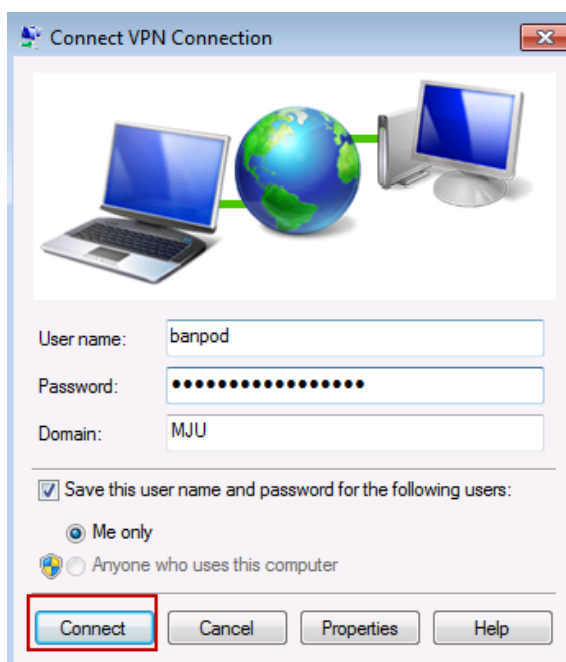 Connect VPN Connection
User name: banpod
Password: •••••••••••••••••
Domain: MJU
Save this user name and password for the following users:
Me only
Anyone who uses this computer
Connect Cancel Properties Help